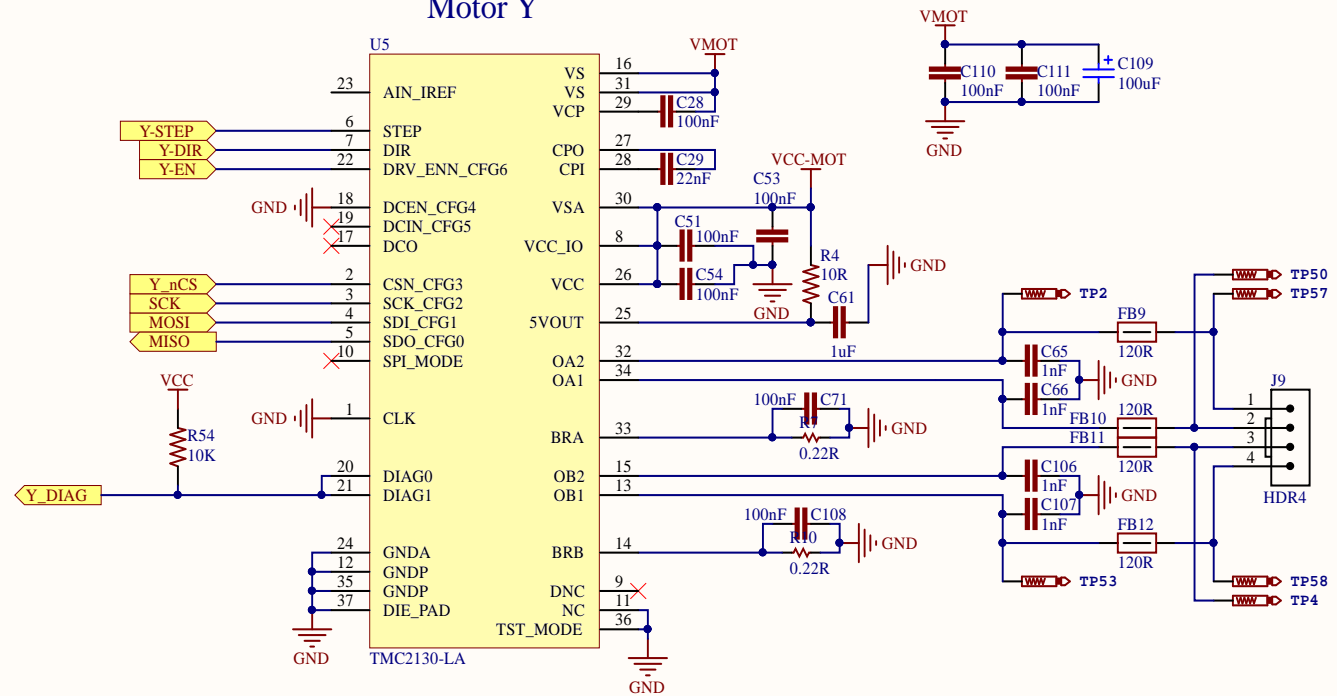 Motor Y
U5
TMC2130-LA
23 AIN_IREF
6 STEP
7 DIR
22 DRV_ENN_CFG6
18 DCEN_CFG4
19 DCIN_CFG5
17 DCO
2 CSN_CFG3
3 SCK_CFG2
4 SDI_CFG1
5 SDO_CFG0
10 SPI_MODE
1 CLK
20 DIAG0
21 DIAG1
24 GNDA
12 GNDP
35 GNDP
37 DIE_PAD
VS 16
VS 31
VCP 29
CPO 27
CPI 28
VSA 30
VCC_IO 8
VCC 26
5VOUT 25
OA2 32
OA1 34
BRA 33
OB2 15
OB1 13
BRB 14
DNC 9
NC 11
TST_MODE 36
Y-STEP
Y-DIR
Y-EN
GND
Y_nCS
SCK
MOSI
MISO
VCC
GND
R54
10K
Y_DIAG
GND
VMOT
C28
100nF
C29
22nF
VCC-MOT
C53
100nF
C51
100nF
C54
100nF
GND
R4
10R
C61
1uF
GND
VMOT
C110
100nF
C111
100nF
C109
100uF
GND
100nF C71
R7
0.22R
GND
100nF C108
R10
0.22R
GND
GND
TP2
C65
1nF
C66
1nF
GND
C106
1nF
C107
1nF
GND
TP53
FB9
120R
FB10 120R
FB11
120R
FB12
120R
TP50
TP57
J9
1
2
3
4
HDR4
TP58
TP4